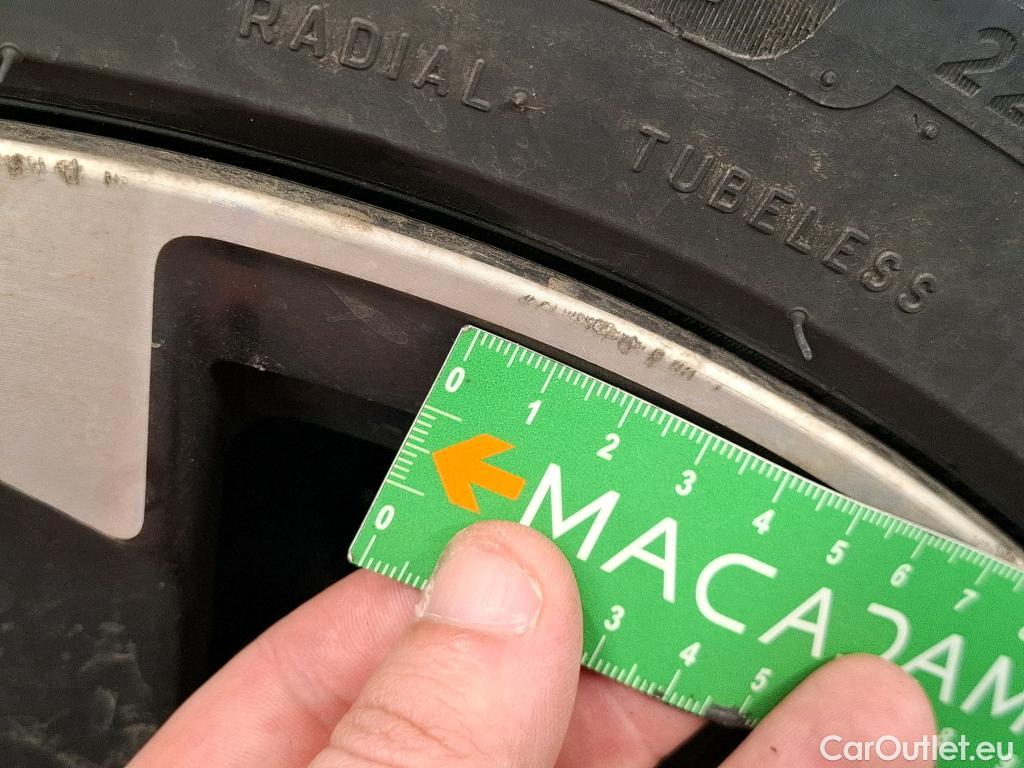 RADIAL
TUBELESS
22
0 1 2 3 4 5 6 7
MACADAM
0 3 4 5
CarOutlet.eu